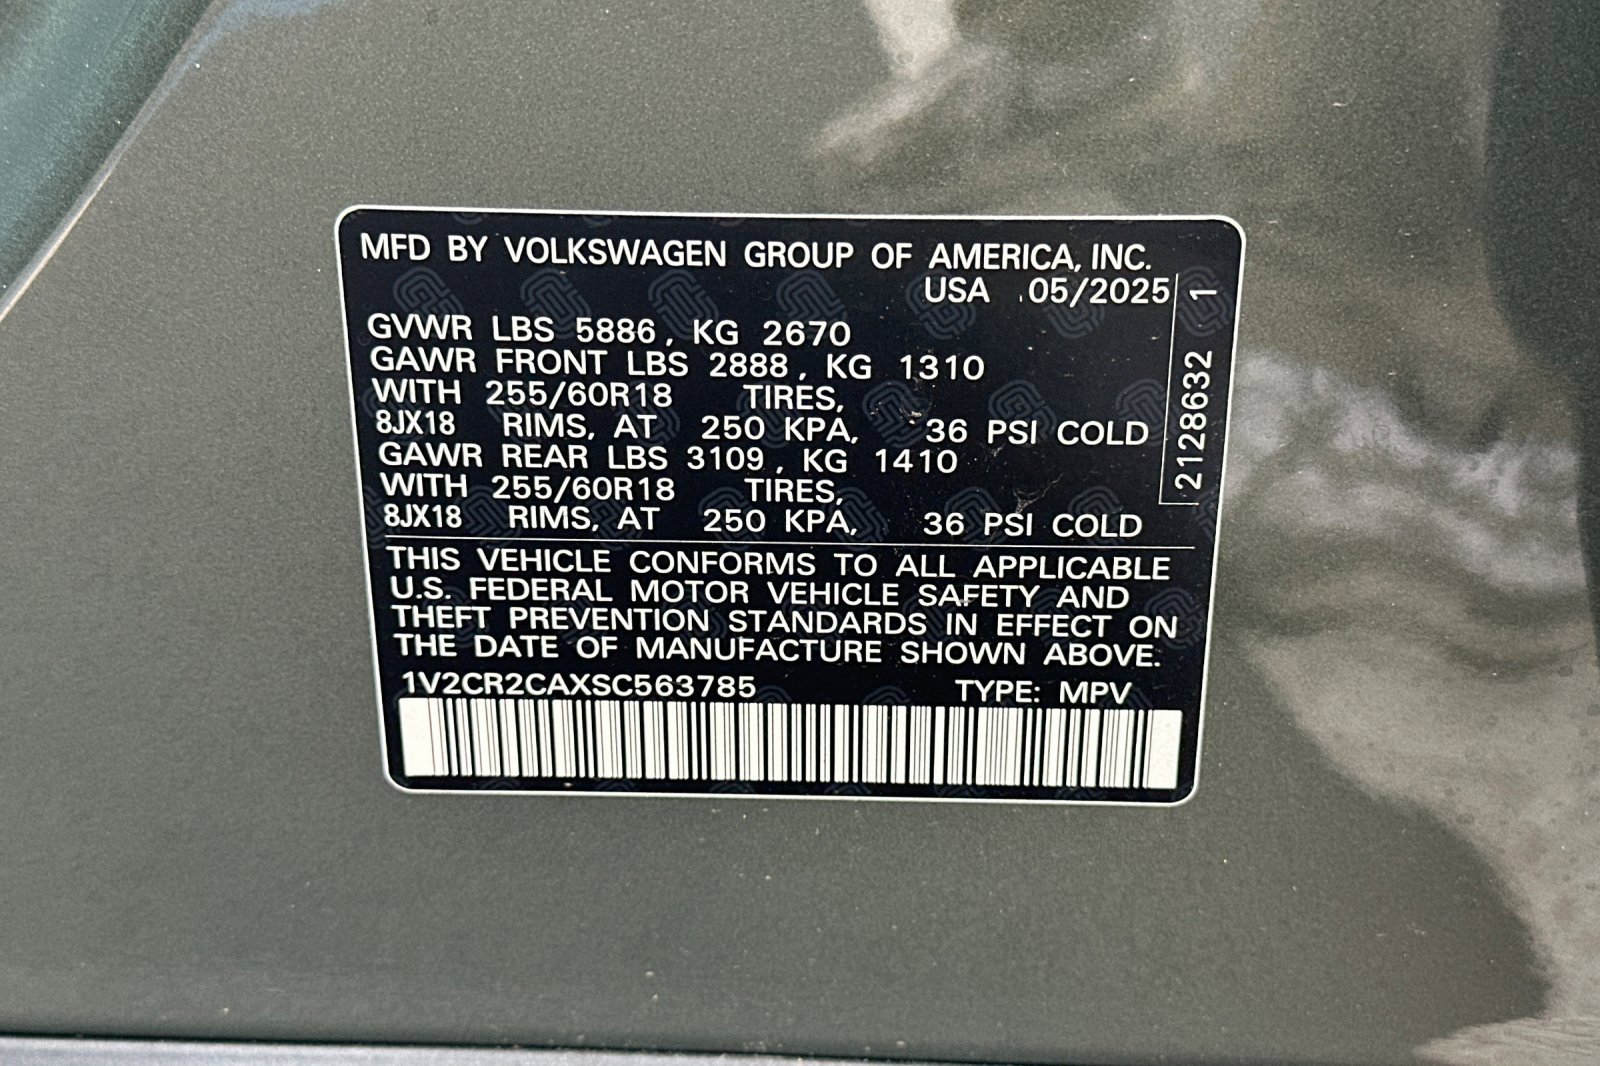 MFD BY VOLKSWAGEN GROUP OF AMERICA, INC.
USA 05/2025
GVWR LBS 5886, KG 2670
GAWR FRONT LBS 2888, KG 1310
WITH 255/60R18 TIRES,
8JX18 RIMS, AT 250 KPA, 36 PSI COLD
GAWR REAR LBS 3109, KG 1410
WITH 255/60R18 TIRES,
8JX18 RIMS, AT 250 KPA, 36 PSI COLD
2128632 1
THIS VEHICLE CONFORMS TO ALL APPLICABLE
U.S. FEDERAL MOTOR VEHICLE SAFETY AND
THEFT PREVENTION STANDARDS IN EFFECT ON
THE DATE OF MANUFACTURE SHOWN ABOVE.
1V2CR2CAXSC563785 TYPE: MPV